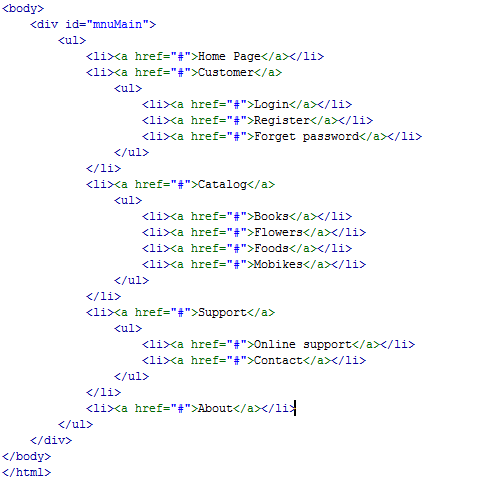 <body>
<div id="mnuMain">
<ul>
<li><a href="#">Home Page</a></li>
<li><a href="#">Customer</a>
<ul>
<li><a href="#">Login</a></li>
<li><a href="#">Register</a></li>
<li><a href="#">Forget password</a></li>
</ul>
</li>
<li><a href="#">Catalog</a>
<ul>
<li><a href="#">Books</a></li>
<li><a href="#">Flowers</a></li>
<li><a href="#">Foods</a></li>
<li><a href="#">Mobikes</a></li>
</ul>
</li>
<li><a href="#">Support</a>
<ul>
<li><a href="#">Online support</a></li>
<li><a href="#">Contact</a></li>
</ul>
</li>
<li><a href="#">About</a></li>
</ul>
</div>
</body>
</html>